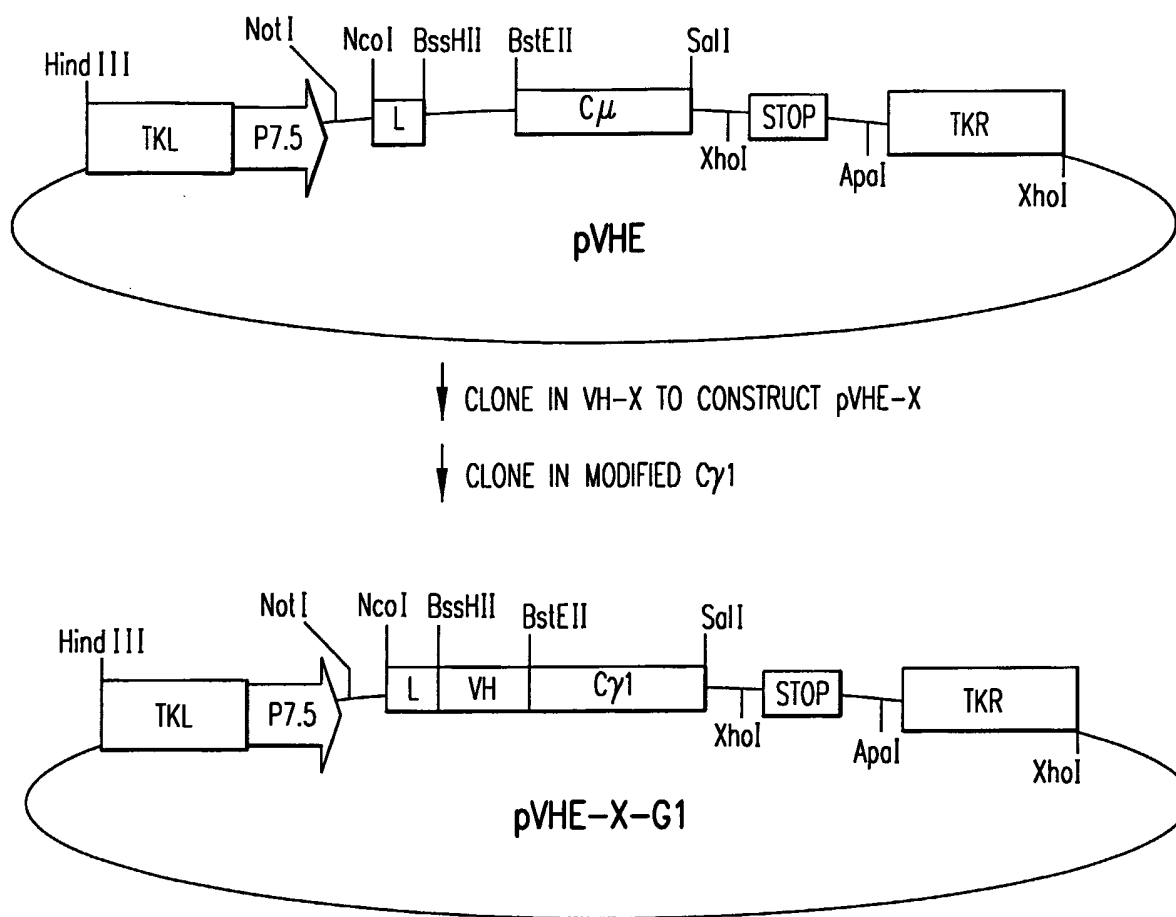 Hind III
Not I
Nco I
BssHII
BstEII
Sal I
TKL
P7.5
L
Cμ
XhoI
STOP
ApaI
TKR
XhoI
pVHE
CLONE IN VH-X TO CONSTRUCT pVHE-X
CLONE IN MODIFIED Cγ1
Hind III
Not I
Nco I
BssHII
BstEII
Sal I
TKL
P7.5
L
VH
Cγ1
XhoI
STOP
ApaI
TKR
XhoI
pVHE-X-G1